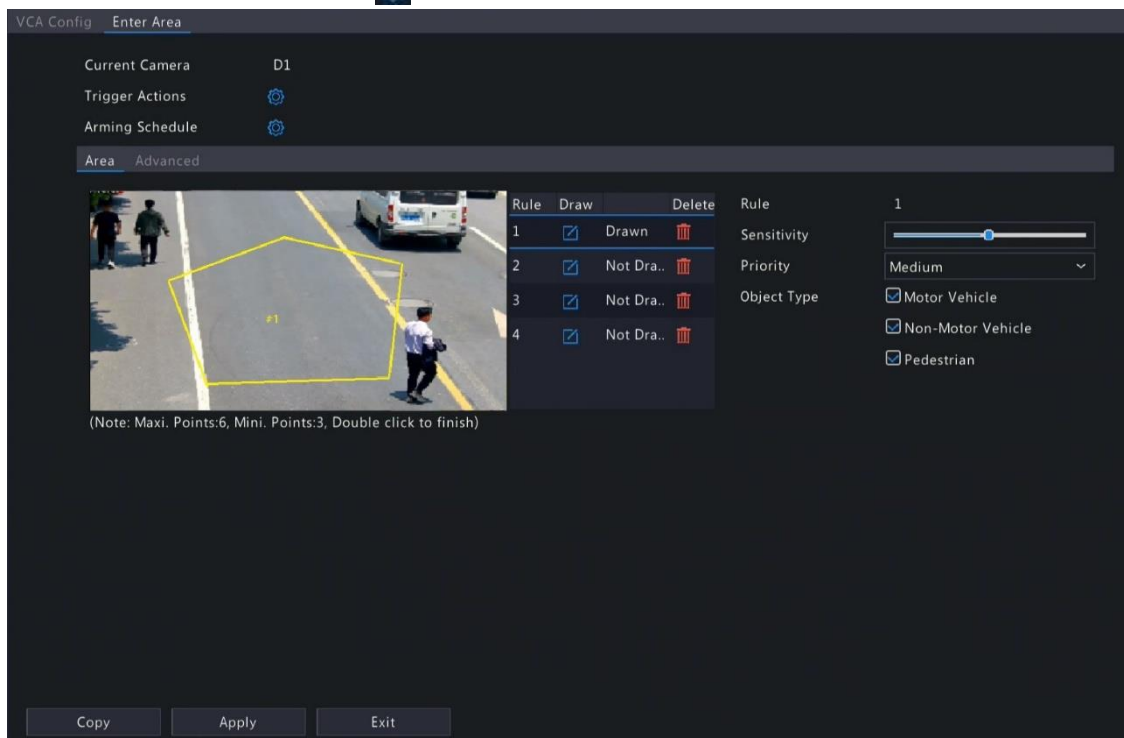 VCA Config Enter Area
Current Camera D1
Trigger Actions
Arming Schedule
Area Advanced
Rule Draw Delete
1 Drawn
2 Not Dra..
3 Not Dra..
4 Not Dra..
#1
(Note: Maxi. Points:6, Mini. Points:3, Double click to finish)
Rule 1
Sensitivity
Priority Medium
Object Type Motor Vehicle
Non-Motor Vehicle
Pedestrian
Copy Apply Exit